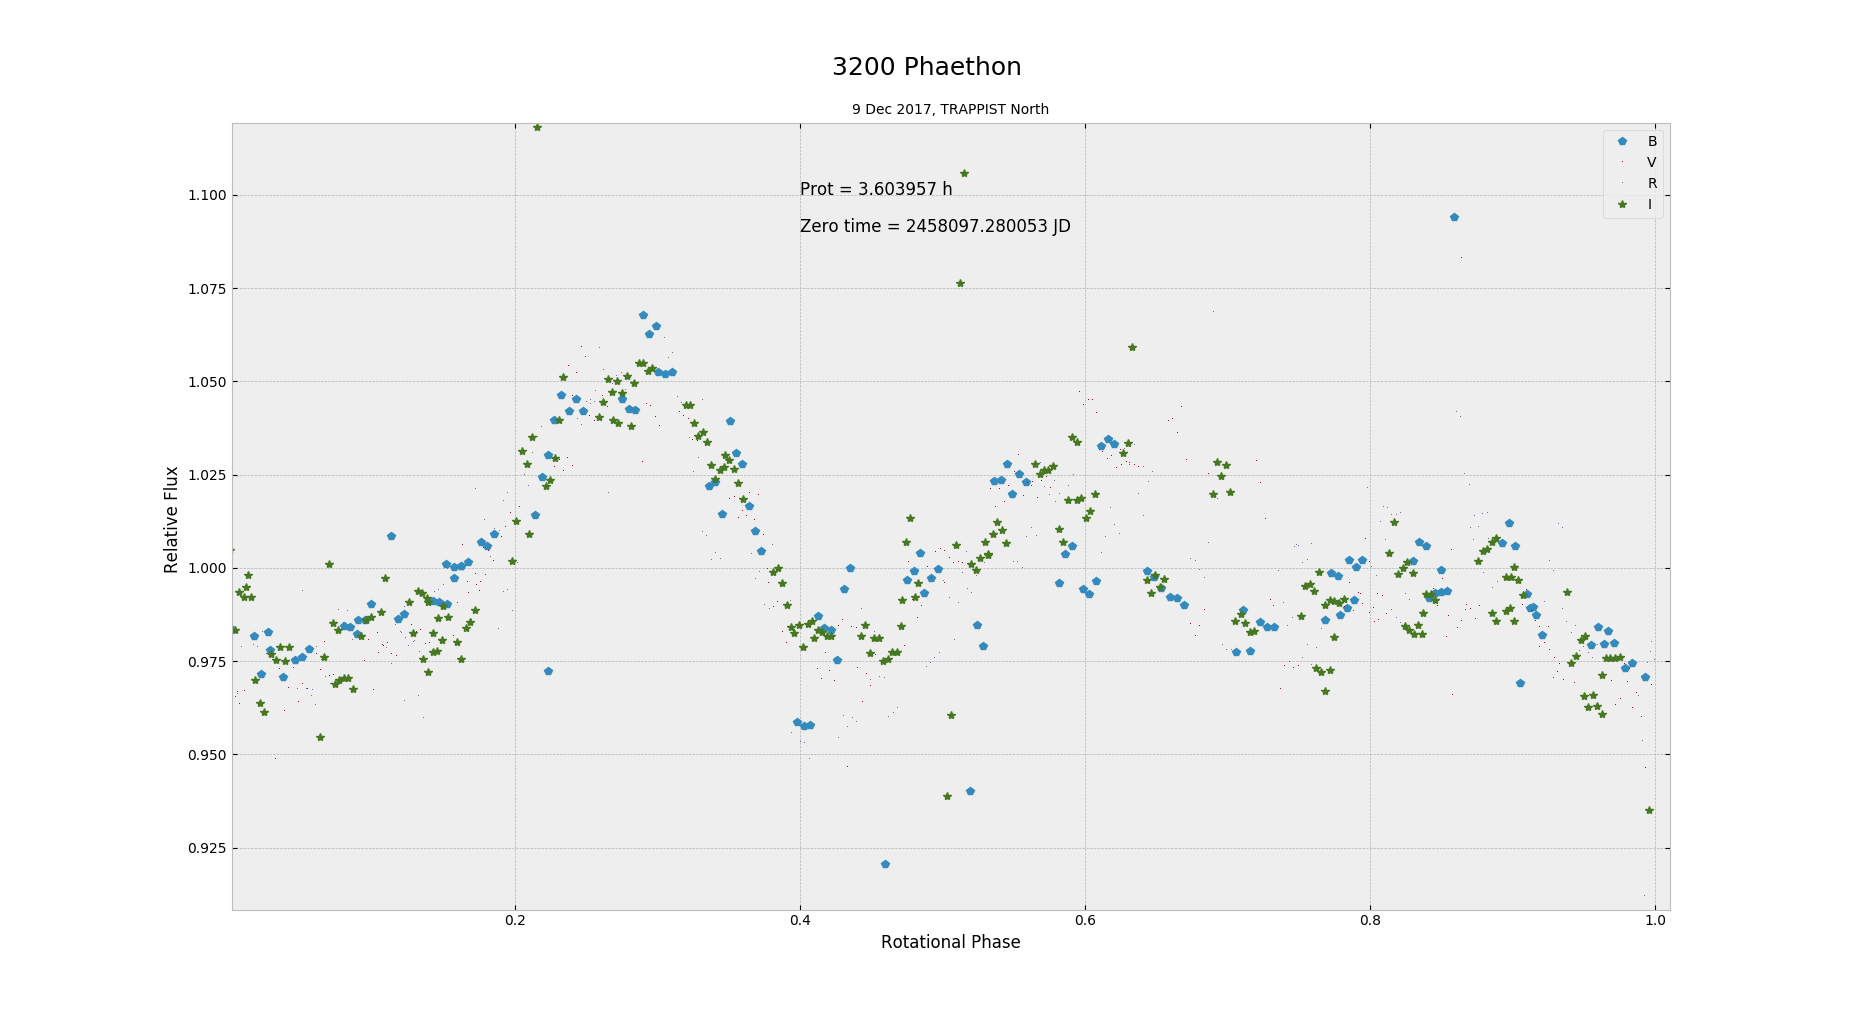 3200 Phaethon
9 Dec 2017, TRAPPIST North
B
V
R
I
Prot = 3.603957 h
Zero time = 2458097.280053 JD
1.100
1.075
1.050
1.025
1.000
0.975
0.950
0.925
Relative Flux
0.2 0.4 0.6 0.8 1.0
Rotational Phase